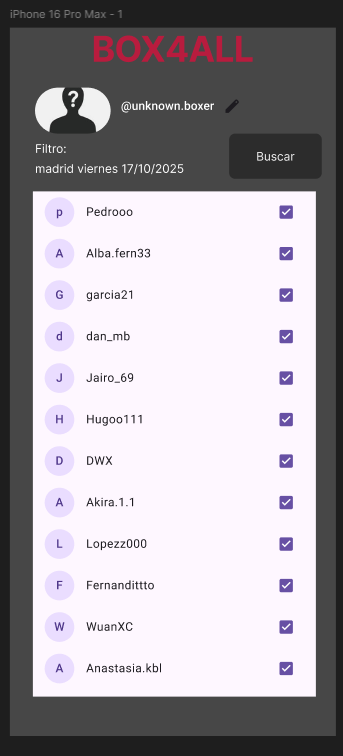 iPhone 16 Pro Max - 1
BOX4ALL
?
@unknown.boxer
Filtro:
madrid viernes 17/10/2025
Buscar
p Pedrooo
A Alba.fern33
G garcia21
d dan_mb
J Jairo_69
H Hugoo111
D DWX
A Akira.1.1
L Lopezz000
F Fernandittto
W WuanXC
A Anastasia.kbl